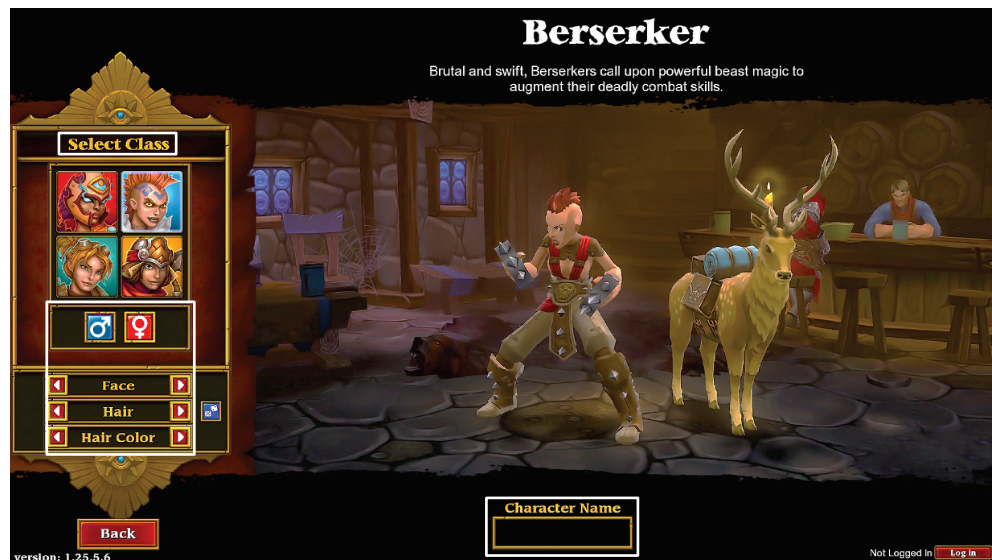 Berserker
Brutal and swift, Berserkers call upon powerful beast magic to
augment their deadly combat skills.
Select Class
Face
Hair
Hair Color
Back
version: 1.25.5.6
Character Name
Not Logged In
Log in